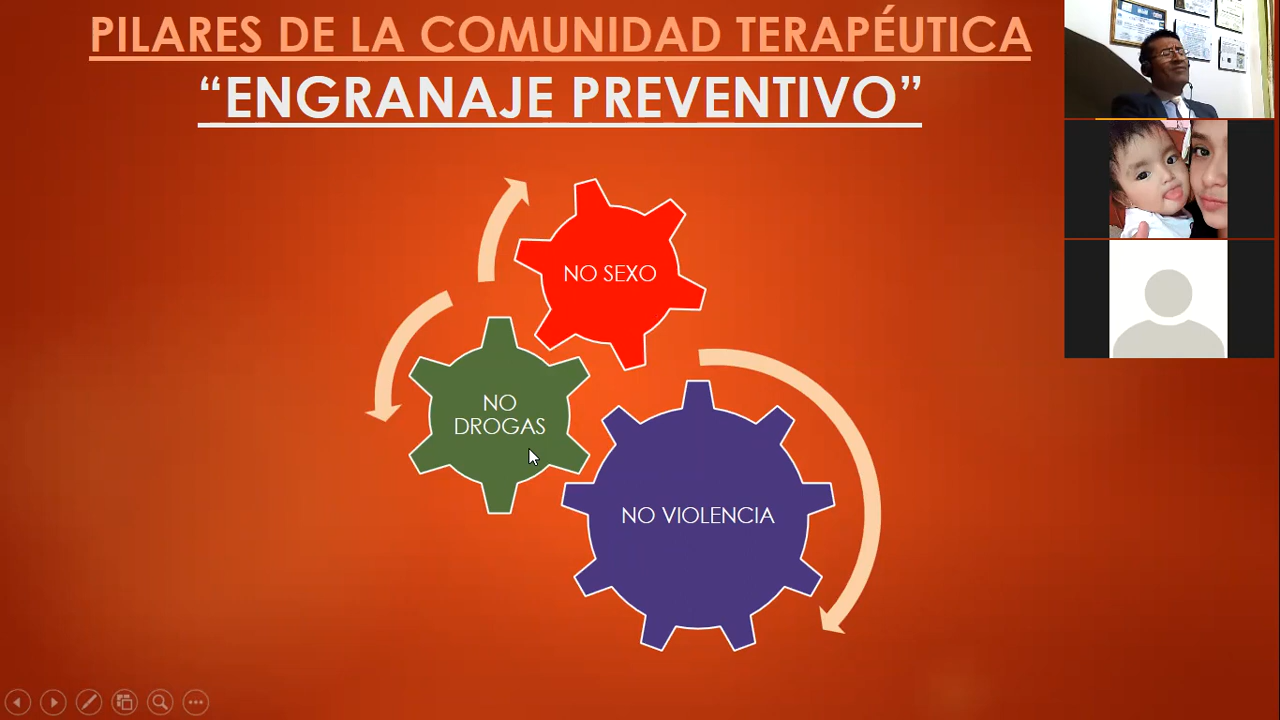 PILARES DE LA COMUNIDAD TERAPÉUTICA
“ENGRANAJE PREVENTIVO”
NO SEXO
NO
DROGAS
NO VIOLENCIA